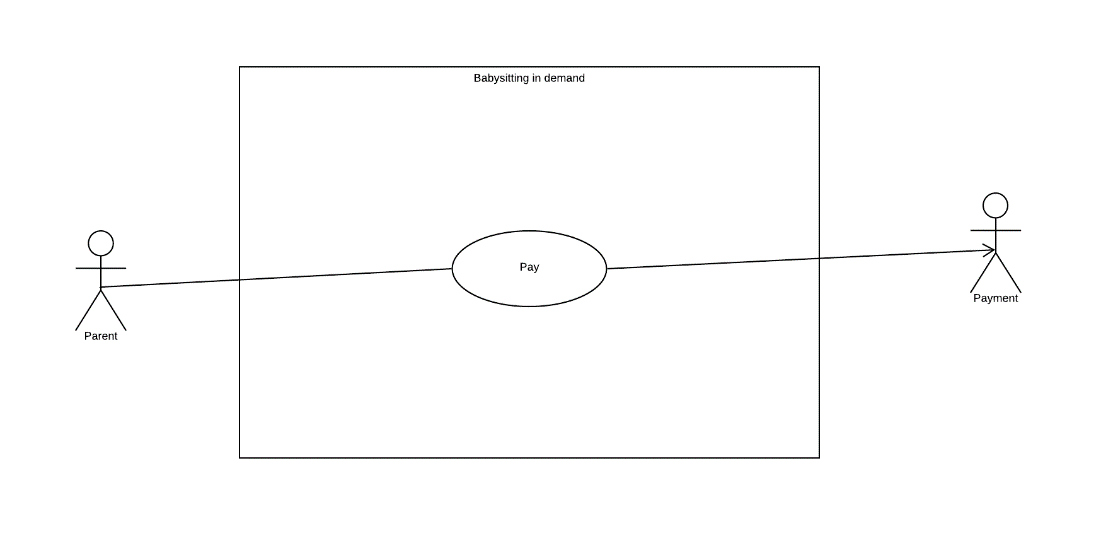 Babysitting in demand
Pay
Parent
Payment